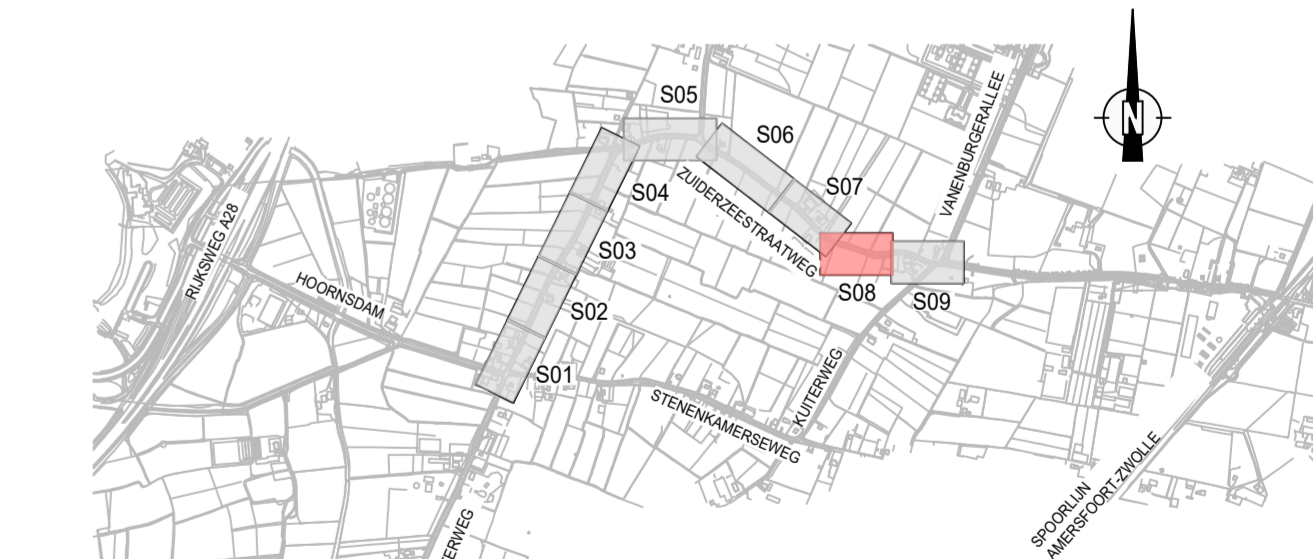 S05
S06
VANENBURGERALLEE
N
S07
S04
ZUIDERZEESTRAATWEG
RIJKSWEG A28
S03
HOORNSDAM
S08
S09
S02
S01
STENENKAMERSEWEG
KUITERWEG
SPOORLIJN
AMERSFOORT-ZWOLLE
ERWEG